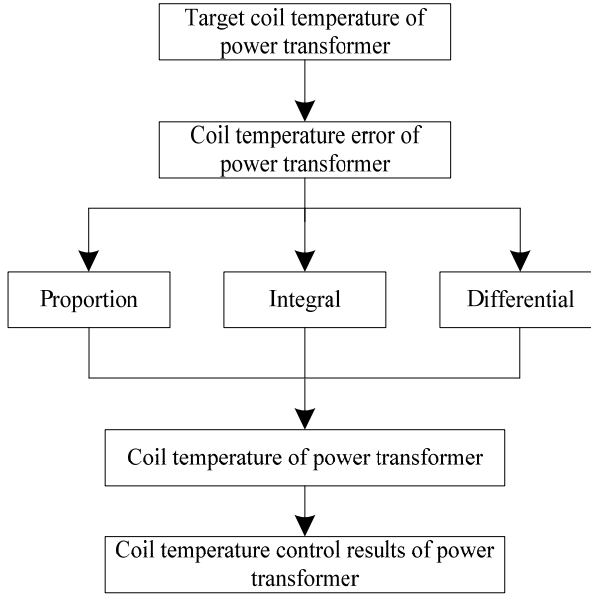 Target coil temperature of
power transformer
Coil temperature error of
power transformer
Proportion
Integral
Differential
Coil temperature of power transformer
Coil temperature control results of power
transformer